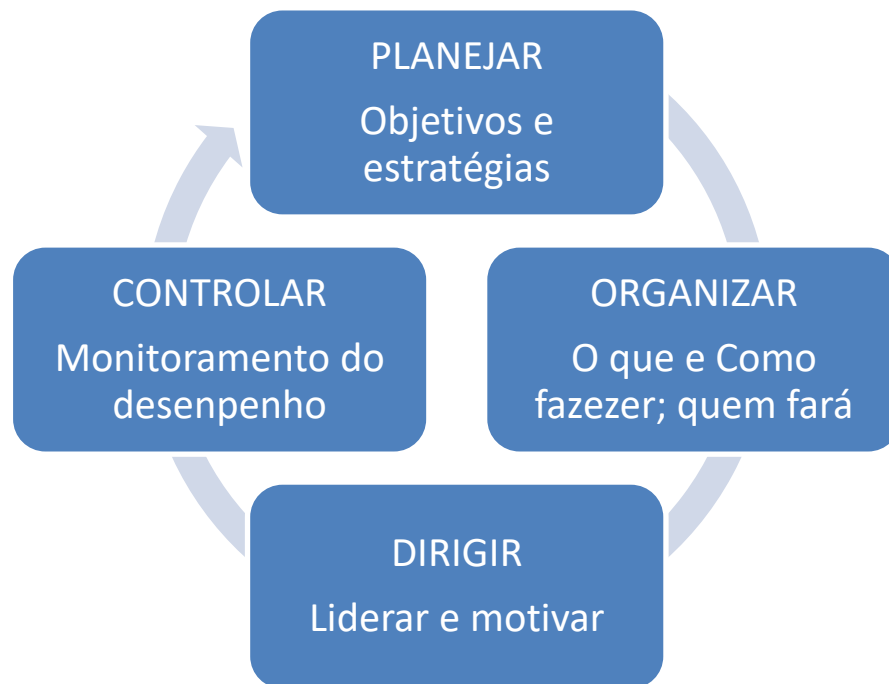 PLANEJAR
Objetivos e
estratégias
ORGANIZAR
O que e Como
fazezer; quem fará
DIRIGIR
Liderar e motivar
CONTROLAR
Monitoramento do
desenpenho